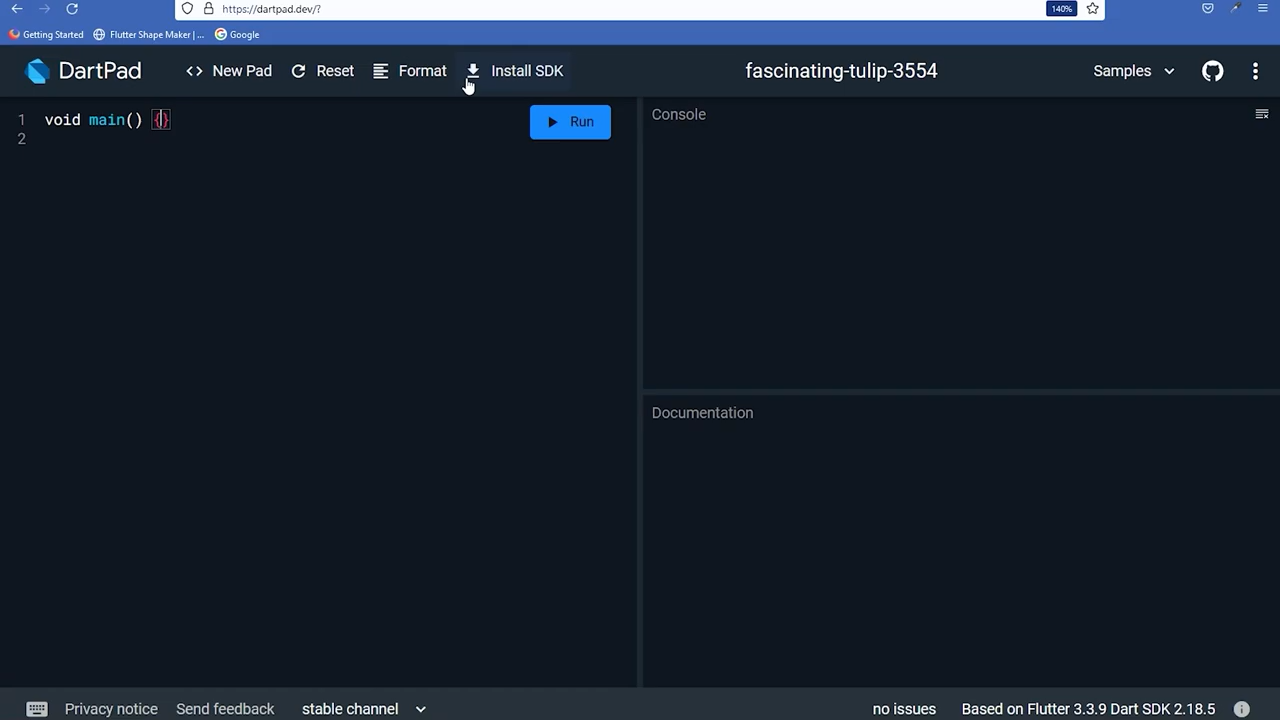 https://dartpad.dev/?
140%
Getting Started
Flutter Shape Maker | ...
Google
DartPad
<> New Pad
Reset
Format
Install SDK
fascinating-tulip-3554
Samples
1 void main() {}
2
Run
Console
Documentation
Privacy notice
Send feedback
stable channel
no issues
Based on Flutter 3.3.9 Dart SDK 2.18.5